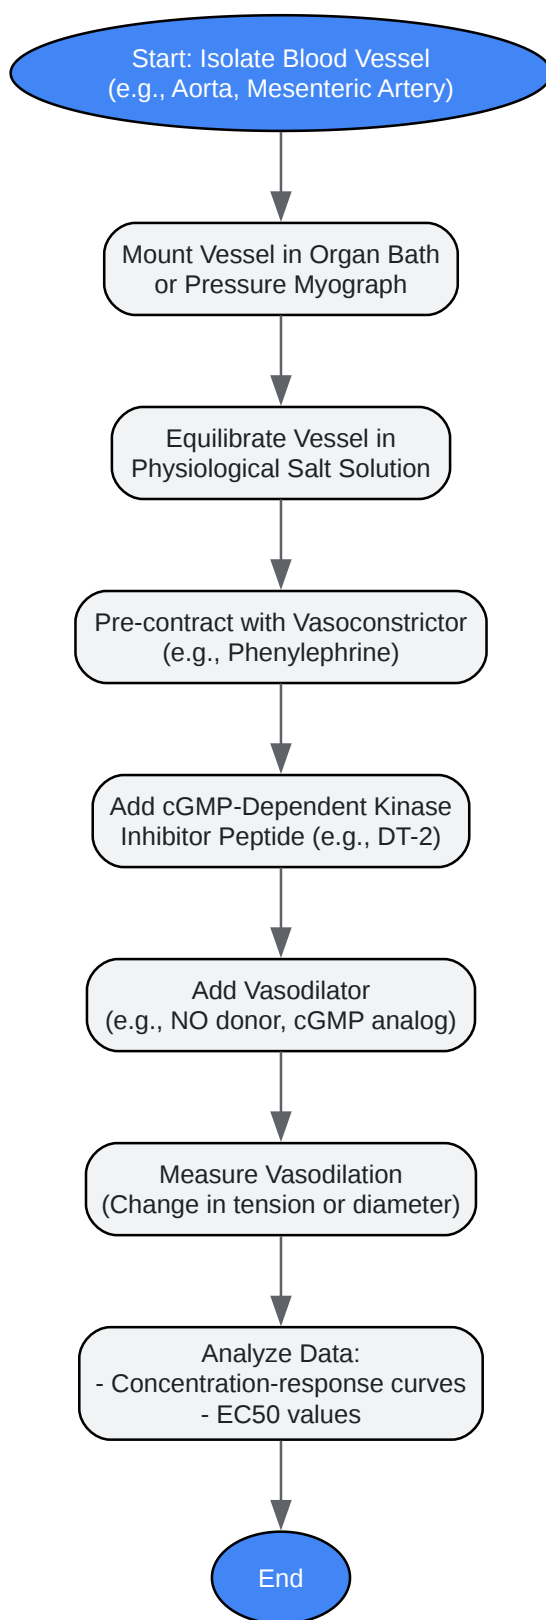 Start: Isolate Blood Vessel
(e.g., Aorta, Mesenteric Artery)
Mount Vessel in Organ Bath
or Pressure Myograph
Equilibrate Vessel in
Physiological Salt Solution
Pre-contract with Vasoconstrictor
(e.g., Phenylephrine)
Add cGMP-Dependent Kinase
Inhibitor Peptide (e.g., DT-2)
Add Vasodilator
(e.g., NO donor, cGMP analog)
Measure Vasodilation
(Change in tension or diameter)
Analyze Data:
- Concentration-response curves
- EC50 values
End